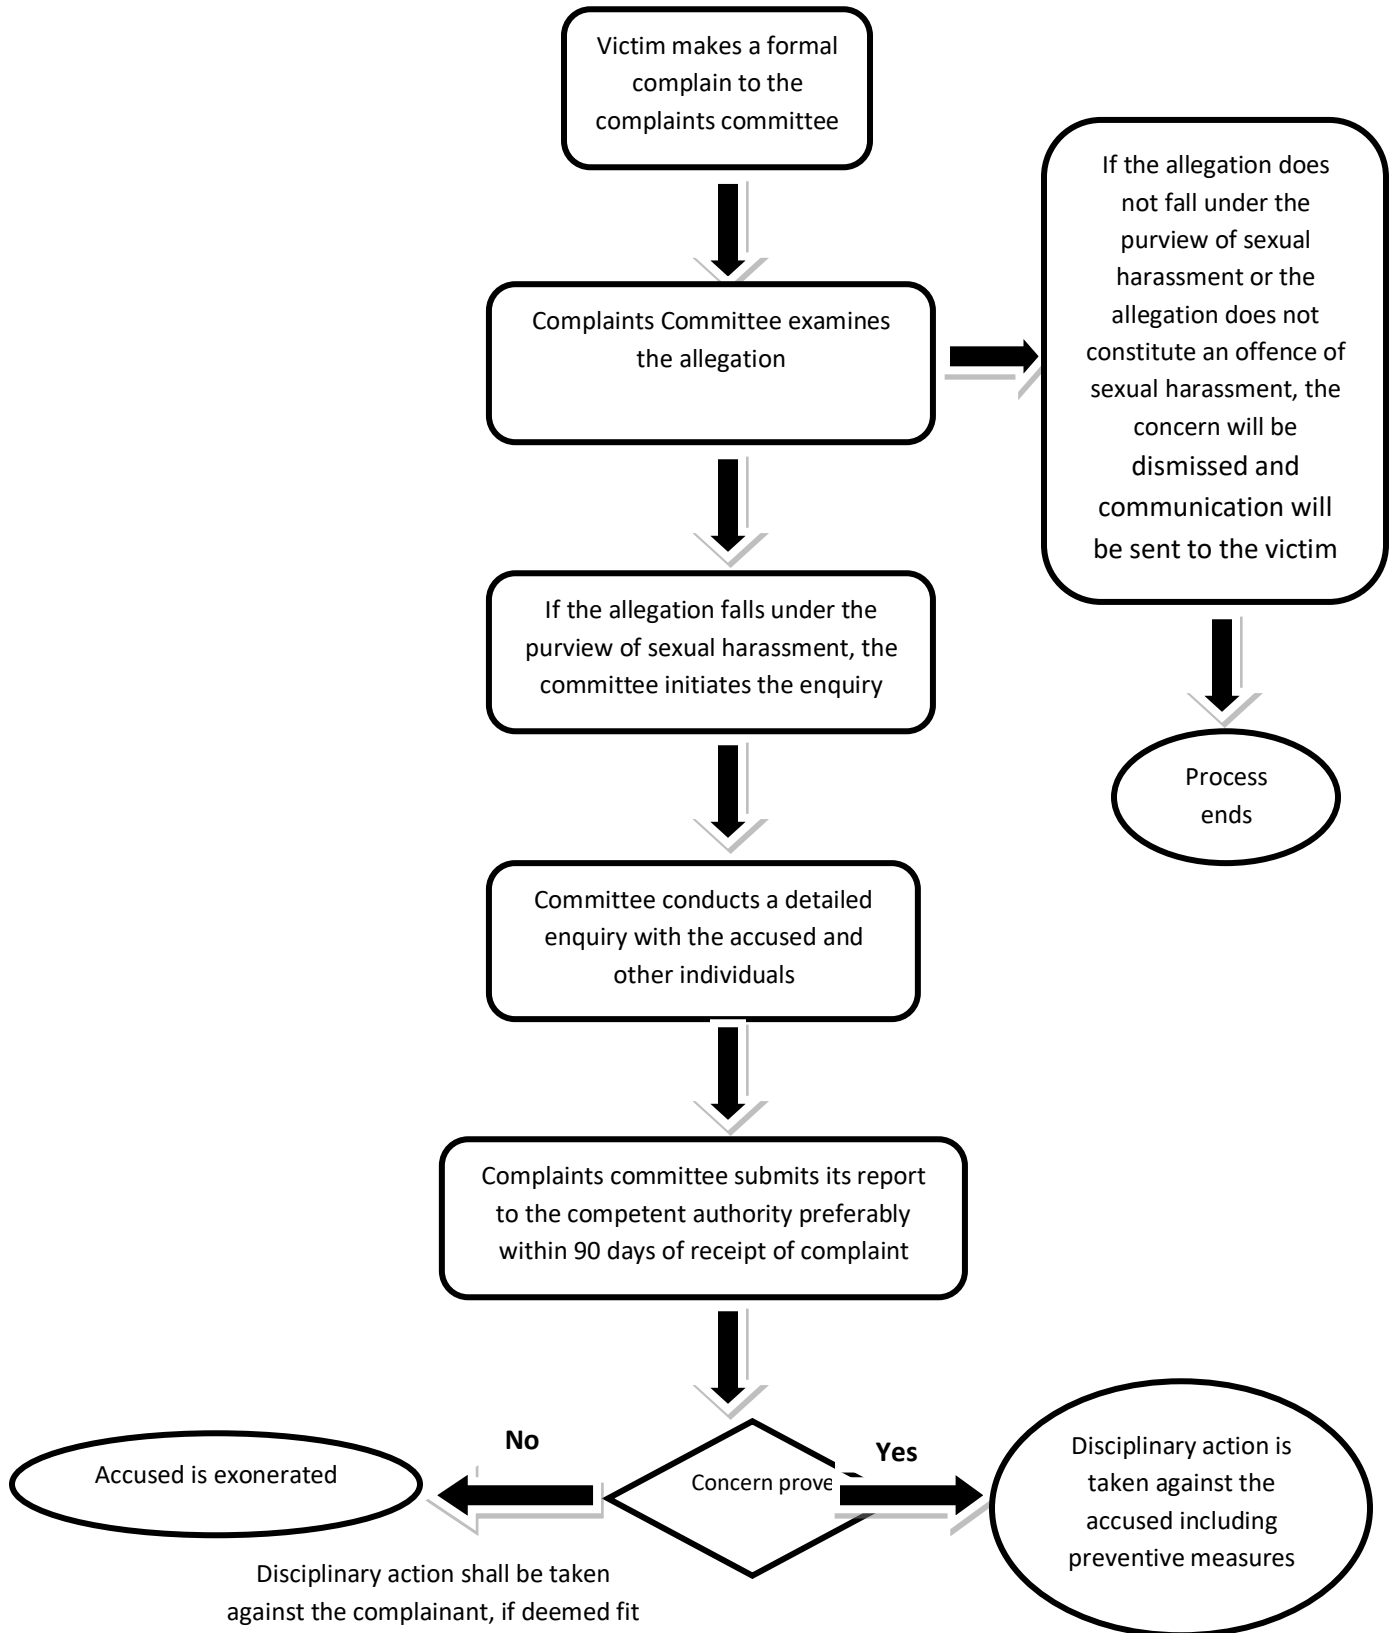 Victim makes a formal
complain to the
complaints committee
Complaints Committee examines
the allegation
If the allegation does
not fall under the
purview of sexual
harassment or the
allegation does not
constitute an offence of
sexual harassment, the
concern will be
dismissed and
communication will
be sent to the victim
Process
ends
If the allegation falls under the
purview of sexual harassment, the
committee initiates the enquiry
Committee conducts a detailed
enquiry with the accused and
other individuals
Complaints committee submits its report
to the competent authority preferably
within 90 days of receipt of complaint
Concern prove
No
Accused is exonerated
Disciplinary action shall be taken
against the complainant, if deemed fit
Yes
Disciplinary action is
taken against the
accused including
preventive measures